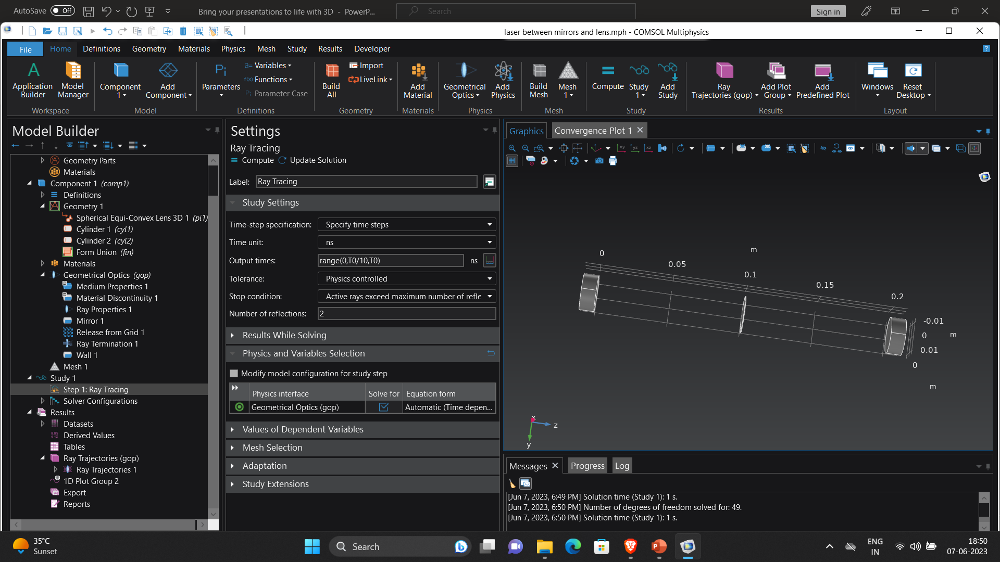 AutoSave Off
Bring your presentations to life with 3D - PowerP...
Search
Sign in
laser between mirrors and lens.mph - COMSOL Multiphysics
File Home Definitions Geometry Materials Physics Mesh Study Results Developer
?
Application Builder
Model Manager
Workspace
Component 1
Add Component
Model
Pi
Parameters
a= Variables
f(x) Functions
Pi Parameter Case
Definitions
Build All
Import
LiveLink
Geometry
Add Material
Materials
Geometrical Optics
Add Physics
Physics
Build Mesh
Mesh 1
Mesh
Compute
Study 1
Add Study
Study
Ray Trajectories (gop)
Add Plot Group
Add Predefined Plot
Results
Windows
Reset Desktop
Layout
Model Builder
Geometry Parts
Materials
Component 1 (comp1)
Definitions
Geometry 1
Spherical Equi-Convex Lens 3D 1 (pi1)
Cylinder 1 (cyl1)
Cylinder 2 (cyl2)
Form Union (fin)
Materials
Geometrical Optics (gop)
Medium Properties 1
Material Discontinuity 1
Ray Properties 1
Mirror 1
Release from Grid 1
Ray Termination 1
Wall 1
Mesh 1
Study 1
Step 1: Ray Tracing
Solver Configurations
Results
Datasets
Derived Values
Tables
Ray Trajectories (gop)
Ray Trajectories 1
1D Plot Group 2
Export
Reports
Settings
Ray Tracing
Compute Update Solution
Label: Ray Tracing
Study Settings
Time-step specification: Specify time steps
Time unit: ns
Output times: range(0,T0/10,T0) ns
Tolerance: Physics controlled
Stop condition: Active rays exceed maximum number of refle
Number of reflections: 2
Results While Solving
Physics and Variables Selection
Modify model configuration for study step
Physics interface Solve for Equation form
Geometrical Optics (gop) Automatic (Time depen...
Values of Dependent Variables
Mesh Selection
Adaptation
Study Extensions
Graphics Convergence Plot 1
xy yz xz
m
0
0.05
0.1
0.15
0.2
-0.01
0 m
0.01
0
m
x
z
y
Messages Progress Log
[Jun 7, 2023, 6:49 PM] Solution time (Study 1): 1 s.
[Jun 7, 2023, 6:50 PM] Number of degrees of freedom solved for: 49.
[Jun 7, 2023, 6:50 PM] Solution time (Study 1): 1 s.
35°C
Sunset
Search
ENG
IN
18:50
07-06-2023